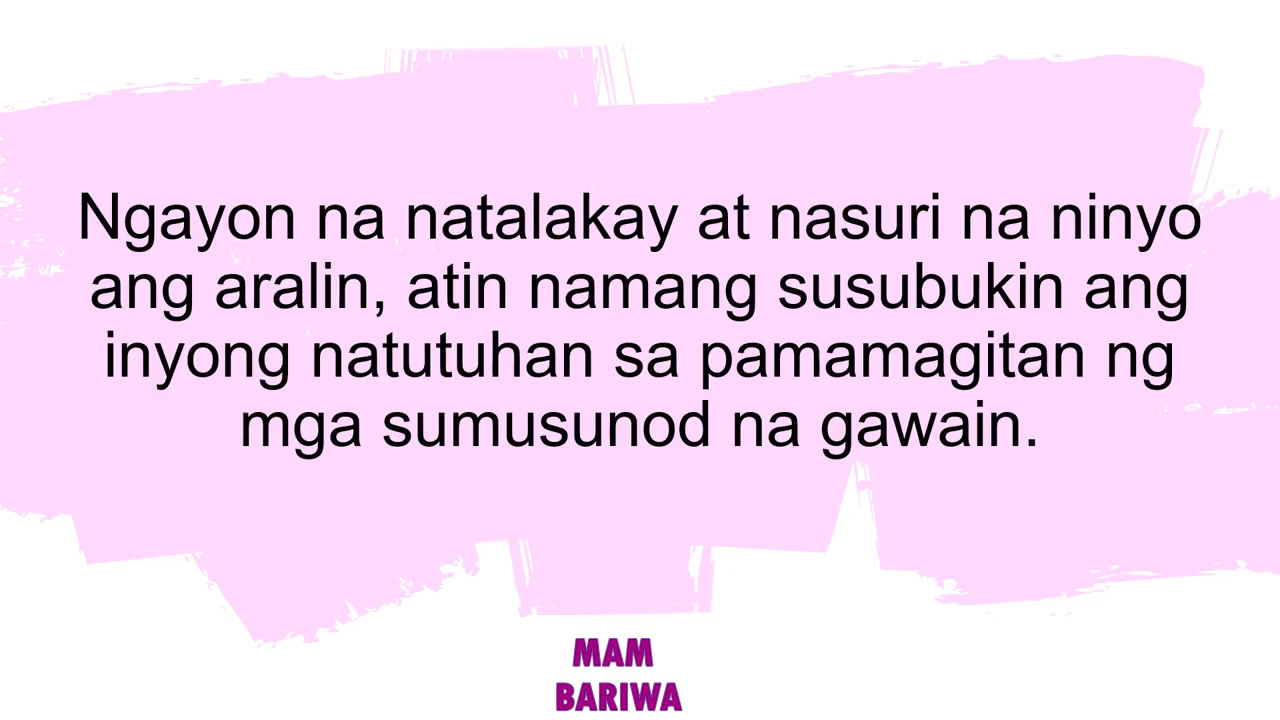 Ngayon na natalakay at nasuri na ninyo
ang aralin, atin namang susubukin ang
inyong natutuhan sa pamamagitan ng
mga sumusunod na gawain.
MAM
BARIWA